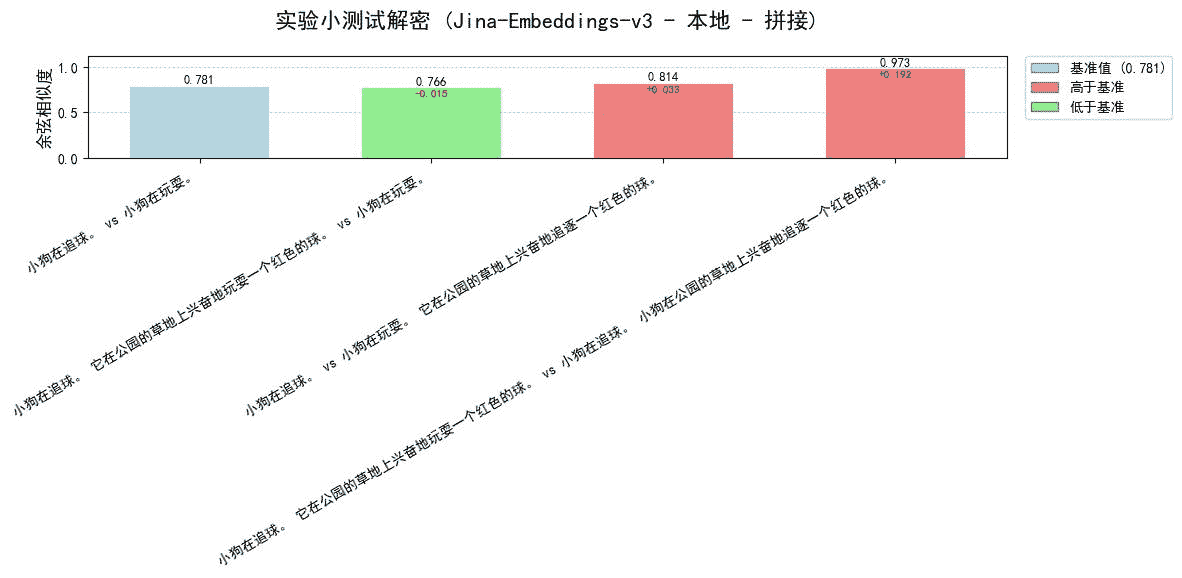 实验小测试解密 (Jina-Embeddings-v3 - 本地 - 拼接)
余弦相似度
1.0
0.5
0.0
0.781
0.766
-0.015
0.814
+0.033
0.973
+0.192
基准值 (0.781)
高于基准
低于基准
小狗在追球。 vs 小狗在玩耍。
小狗在追球。 它在公园的草地上兴奋地玩耍一个红色的球。 vs 小狗在玩耍。
小狗在追球。 vs 小狗在玩耍。 它在公园的草地上兴奋地追逐一个红色的球。
小狗在追球。 它在公园的草地上兴奋地玩耍一个红色的球。 vs 小狗在追球。 小狗在公园的草地上兴奋地追逐一个红色的球。